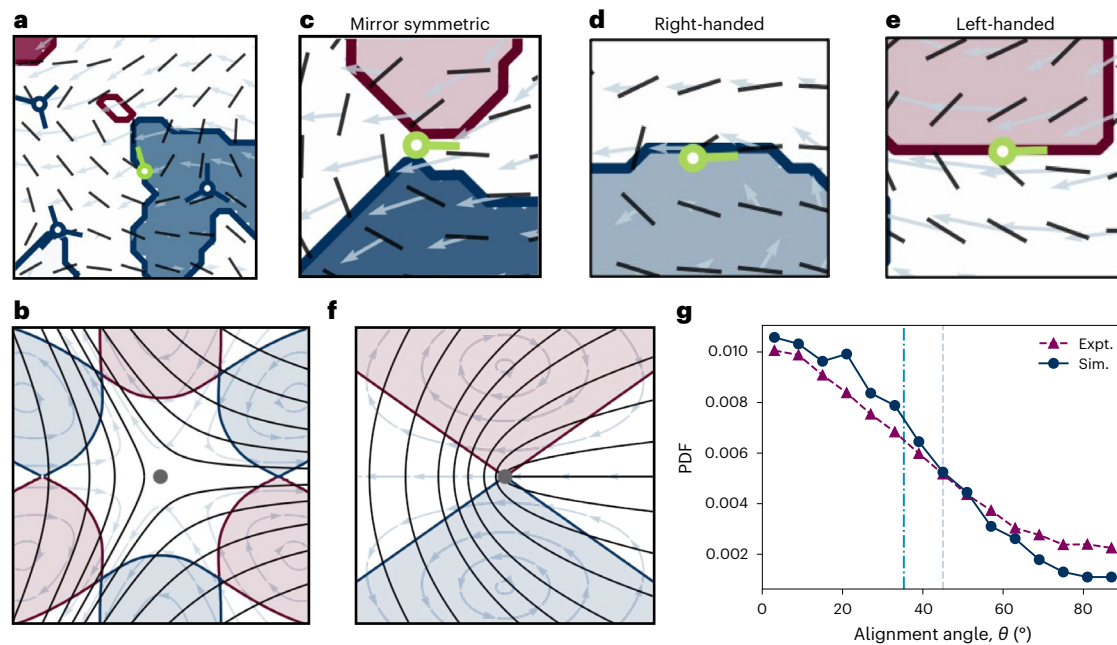 a
c
Mirror symmetric
d
Right-handed
e
Left-handed
b
f
g
Expt.
Sim.
PDF
0.010
0.008
0.006
0.004
0.002
0
20
40
60
80
Alignment angle, θ (°)